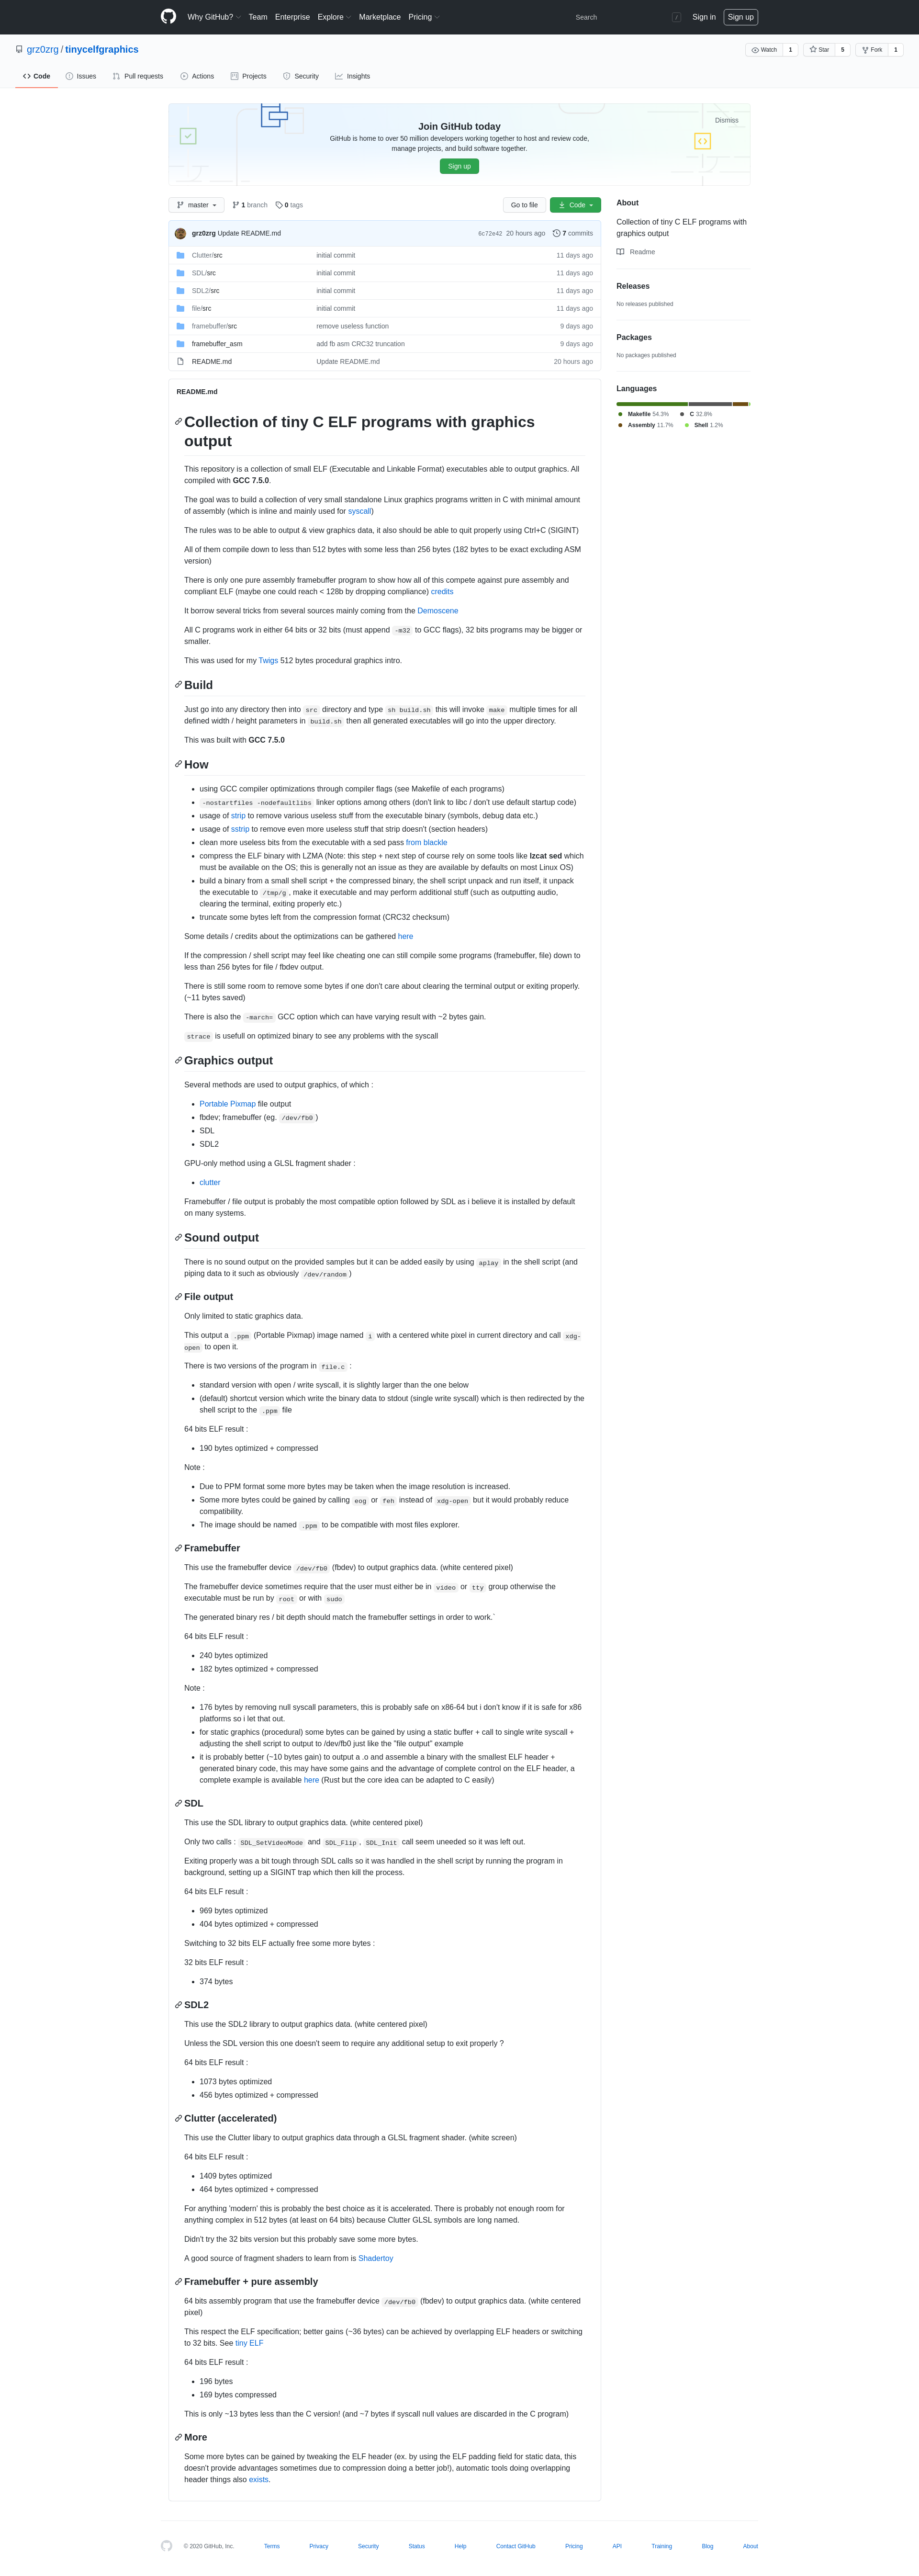 Why GitHub? Team Enterprise Explore Marketplace Pricing Search / Sign in Sign up
grz0zrg / tinycelfgraphics
Watch 1 Star 5 Fork 1
Code Issues Pull requests Actions Projects Security Insights
Dismiss
Join GitHub today
GitHub is home to over 50 million developers working together to host and review code,
manage projects, and build software together.
Sign up
master 1 branch 0 tags Go to file Code
grz0zrg Update README.md 6c72e42 20 hours ago 7 commits
Clutter/src initial commit 11 days ago
SDL/src initial commit 11 days ago
SDL2/src initial commit 11 days ago
file/src initial commit 11 days ago
framebuffer/src remove useless function 9 days ago
framebuffer_asm add fb asm CRC32 truncation 9 days ago
README.md Update README.md 20 hours ago
About
Collection of tiny C ELF programs with
graphics output
Readme
Releases
No releases published
Packages
No packages published
Languages
Makefile 54.3% C 32.8%
Assembly 11.7% Shell 1.2%
README.md
Collection of tiny C ELF programs with graphics
output
This repository is a collection of small ELF (Executable and Linkable Format) executables able to output graphics. All
compiled with GCC 7.5.0.
The goal was to build a collection of very small standalone Linux graphics programs written in C with minimal amount
of assembly (which is inline and mainly used for syscall)
The rules was to be able to output & view graphics data, it also should be able to quit properly using Ctrl+C (SIGINT)
All of them compile down to less than 512 bytes with some less than 256 bytes (182 bytes to be exact excluding ASM
version)
There is only one pure assembly framebuffer program to show how all of this compete against pure assembly and
compliant ELF (maybe one could reach < 128b by dropping compliance) credits
It borrow several tricks from several sources mainly coming from the Demoscene
All C programs work in either 64 bits or 32 bits (must append -m32 to GCC flags), 32 bits programs may be bigger or
smaller.
This was used for my Twigs 512 bytes procedural graphics intro.
Build
Just go into any directory then into src directory and type sh build.sh this will invoke make multiple times for all
defined width / height parameters in build.sh then all generated executables will go into the upper directory.
This was built with GCC 7.5.0
How
• using GCC compiler optimizations through compiler flags (see Makefile of each programs)
• -nostartfiles -nodefaultlibs linker options among others (don't link to libc / don't use default startup code)
• usage of strip to remove various useless stuff from the executable binary (symbols, debug data etc.)
• usage of sstrip to remove even more useless stuff that strip doesn't (section headers)
• clean more useless bits from the executable with a sed pass from blackle
• compress the ELF binary with LZMA (Note: this step + next step of course rely on some tools like lzcat sed which
must be available on the OS; this is generally not an issue as they are available by defaults on most Linux OS)
• build a binary from a small shell script + the compressed binary, the shell script unpack and run itself, it unpack
the executable to /tmp/g , make it executable and may perform additional stuff (such as outputting audio,
clearing the terminal, exiting properly etc.)
• truncate some bytes left from the compression format (CRC32 checksum)
Some details / credits about the optimizations can be gathered here
If the compression / shell script may feel like cheating one can still compile some programs (framebuffer, file) down to
less than 256 bytes for file / fbdev output.
There is still some room to remove some bytes if one don't care about clearing the terminal output or exiting properly.
(~11 bytes saved)
There is also the -march= GCC option which can have varying result with ~2 bytes gain.
strace is usefull on optimized binary to see any problems with the syscall
Graphics output
Several methods are used to output graphics, of which :
• Portable Pixmap file output
• fbdev; framebuffer (eg. /dev/fb0 )
• SDL
• SDL2
GPU-only method using a GLSL fragment shader :
• clutter
Framebuffer / file output is probably the most compatible option followed by SDL as i believe it is installed by default
on many systems.
Sound output
There is no sound output on the provided samples but it can be added easily by using aplay in the shell script (and
piping data to it such as obviously /dev/random )
File output
Only limited to static graphics data.
This output a .ppm (Portable Pixmap) image named i with a centered white pixel in current directory and call xdg-
open to open it.
There is two versions of the program in file.c :
• standard version with open / write syscall, it is slightly larger than the one below
• (default) shortcut version which write the binary data to stdout (single write syscall) which is then redirected by the
shell script to the .ppm file
64 bits ELF result :
• 190 bytes optimized + compressed
Note :
• Due to PPM format some more bytes may be taken when the image resolution is increased.
• Some more bytes could be gained by calling eog or feh instead of xdg-open but it would probably reduce
compatibility.
• The image should be named .ppm to be compatible with most files explorer.
Framebuffer
This use the framebuffer device /dev/fb0 (fbdev) to output graphics data. (white centered pixel)
The framebuffer device sometimes require that the user must either be in video or tty group otherwise the
executable must be run by root or with sudo
The generated binary res / bit depth should match the framebuffer settings in order to work.`
64 bits ELF result :
• 240 bytes optimized
• 182 bytes optimized + compressed
Note :
• 176 bytes by removing null syscall parameters, this is probably safe on x86-64 but i don't know if it is safe for x86
platforms so i let that out.
• for static graphics (procedural) some bytes can be gained by using a static buffer + call to single write syscall +
adjusting the shell script to output to /dev/fb0 just like the "file output" example
• it is probably better (~10 bytes gain) to output a .o and assemble a binary with the smallest ELF header +
generated binary code, this may have some gains and the advantage of complete control on the ELF header, a
complete example is available here (Rust but the core idea can be adapted to C easily)
SDL
This use the SDL library to output graphics data. (white centered pixel)
Only two calls : SDL_SetVideoMode and SDL_Flip . SDL_Init call seem uneeded so it was left out.
Exiting properly was a bit tough through SDL calls so it was handled in the shell script by running the program in
background, setting up a SIGINT trap which then kill the process.
64 bits ELF result :
• 969 bytes optimized
• 404 bytes optimized + compressed
Switching to 32 bits ELF actually free some more bytes :
32 bits ELF result :
• 374 bytes
SDL2
This use the SDL2 library to output graphics data. (white centered pixel)
Unless the SDL version this one doesn't seem to require any additional setup to exit properly ?
64 bits ELF result :
• 1073 bytes optimized
• 456 bytes optimized + compressed
Clutter (accelerated)
This use the Clutter libary to output graphics data through a GLSL fragment shader. (white screen)
64 bits ELF result :
• 1409 bytes optimized
• 464 bytes optimized + compressed
For anything 'modern' this is probably the best choice as it is accelerated. There is probably not enough room for
anything complex in 512 bytes (at least on 64 bits) because Clutter GLSL symbols are long named.
Didn't try the 32 bits version but this probably save some more bytes.
A good source of fragment shaders to learn from is Shadertoy
Framebuffer + pure assembly
64 bits assembly program that use the framebuffer device /dev/fb0 (fbdev) to output graphics data. (white centered
pixel)
This respect the ELF specification; better gains (~36 bytes) can be achieved by overlapping ELF headers or switching
to 32 bits. See tiny ELF
64 bits ELF result :
• 196 bytes
• 169 bytes compressed
This is only ~13 bytes less than the C version! (and ~7 bytes if syscall null values are discarded in the C program)
More
Some more bytes can be gained by tweaking the ELF header (ex. by using the ELF padding field for static data, this
doesn't provide advantages sometimes due to compression doing a better job!), automatic tools doing overlapping
header things also exists.
© 2020 GitHub, Inc. Terms Privacy Security Status Help Contact GitHub Pricing API Training Blog About